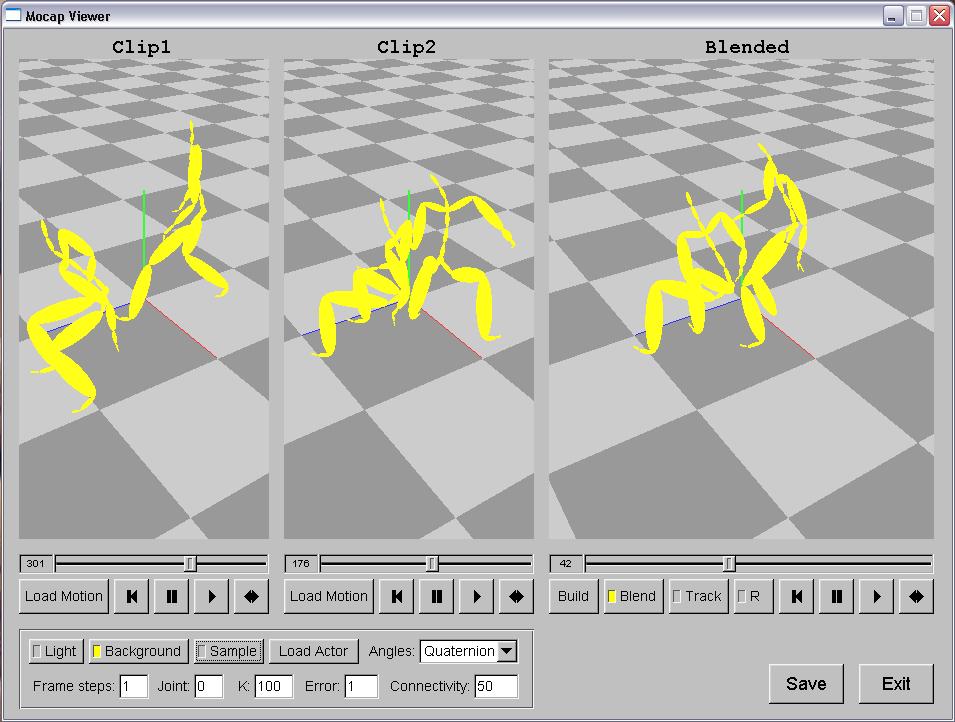 Mocap Viewer
Clip1 Clip2 Blended
301 176 42
Load Motion Load Motion Build Blend Track R
Light Background Sample Load Actor Angles: Quaternion
Frame steps: 1 Joint: 0 K: 100 Error: 1 Connectivity: 50
Save Exit